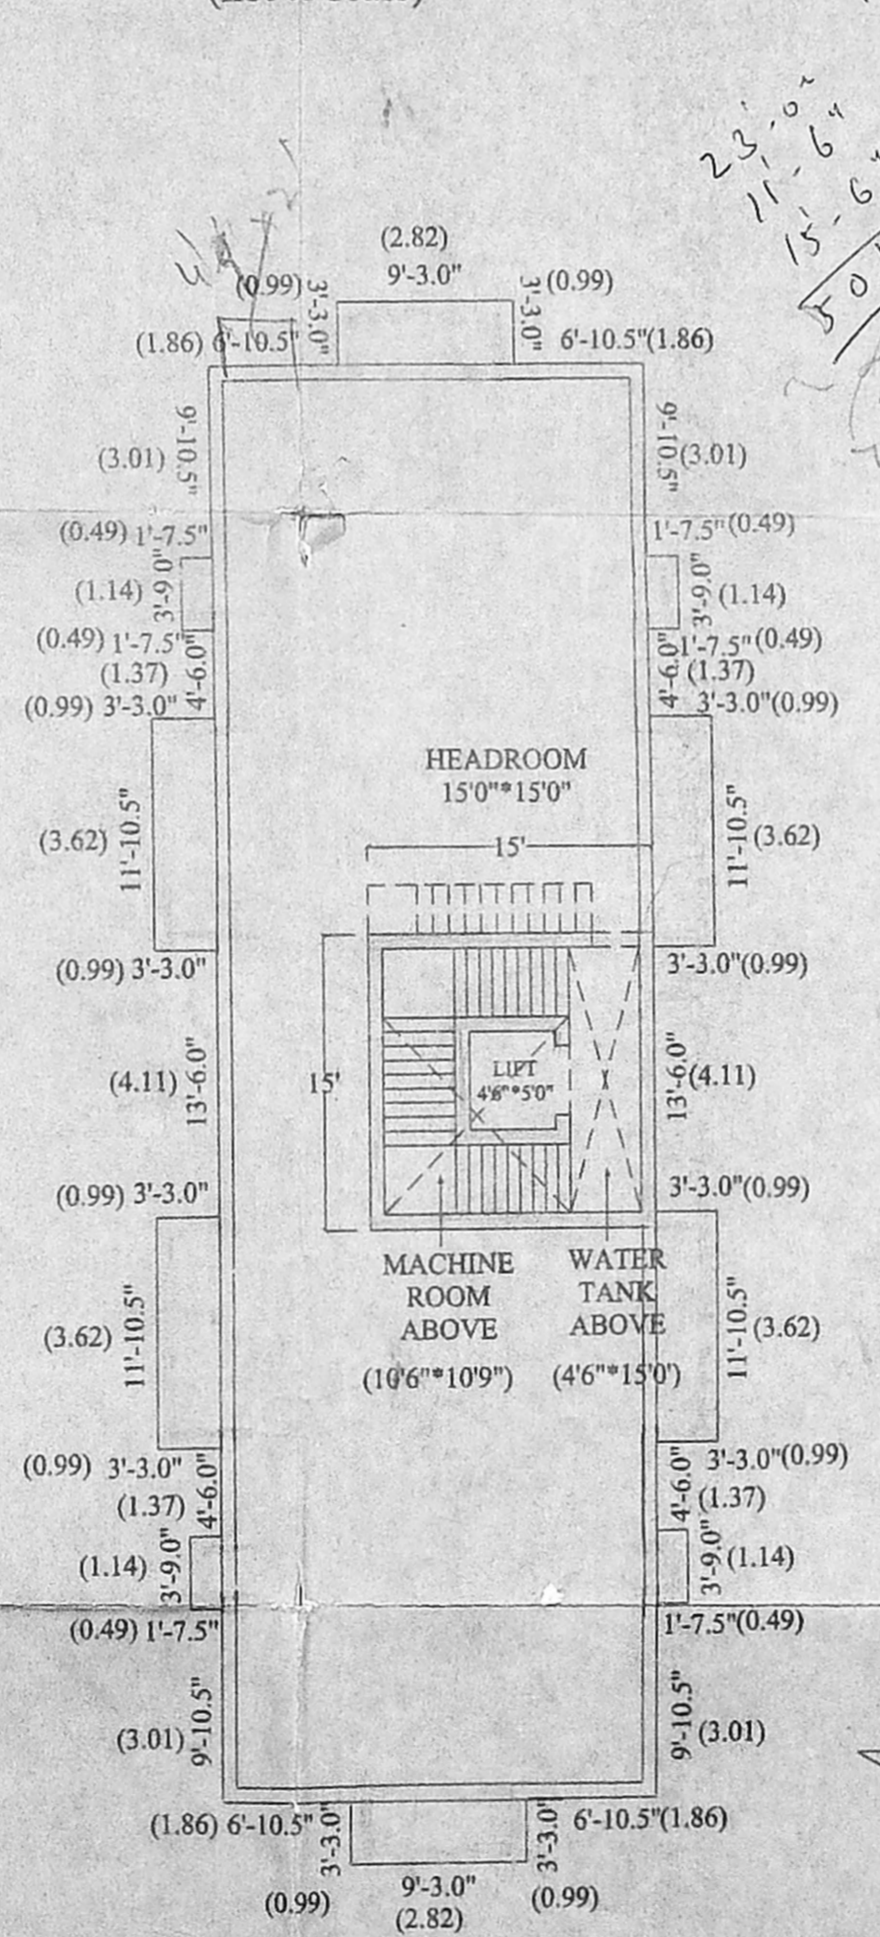 23'-0"
11'-6"
15'-6"
50
(2.82)
9'-3.0"
(0.99) 3'-3.0" 3'-3.0" (0.99)
(1.86) 6'-10.5" 6'-10.5"(1.86)
9'-10.5" 9'-10.5"
(3.01) (3.01)
(0.49) 1'-7.5" 1'-7.5"(0.49)
(1.14) 3'-9.0" 3'-9.0" (1.14)
(0.49) 1'-7.5" 1'-7.5"(0.49)
(1.37) 4'-6.0" 4'-6.0" (1.37)
(0.99) 3'-3.0" 3'-3.0"(0.99)
HEADROOM
15'0"*15'0"
(3.62) 11'-10.5" 11'-10.5" (3.62)
15'
(0.99) 3'-3.0" 3'-3.0"(0.99)
(4.11) 13'-6.0" 15' LIFT 13'-6.0" (4.11)
4'6"*5'0"
(0.99) 3'-3.0" 3'-3.0"(0.99)
MACHINE WATER
ROOM TANK
ABOVE ABOVE
(3.62) 11'-10.5" 11'-10.5" (3.62)
(10'6"*10'9") (4'6"*15'0')
(0.99) 3'-3.0" 3'-3.0"(0.99)
(1.37) 4'-6.0" 4'-6.0" (1.37)
(1.14) 3'-9.0" 3'-9.0" (1.14)
(0.49) 1'-7.5" 1'-7.5"(0.49)
(3.01) 9'-10.5" 9'-10.5" (3.01)
(1.86) 6'-10.5" 3'-3.0" 3'-3.0" 6'-10.5"(1.86)
(0.99) 9'-3.0" (0.99)
(2.82)